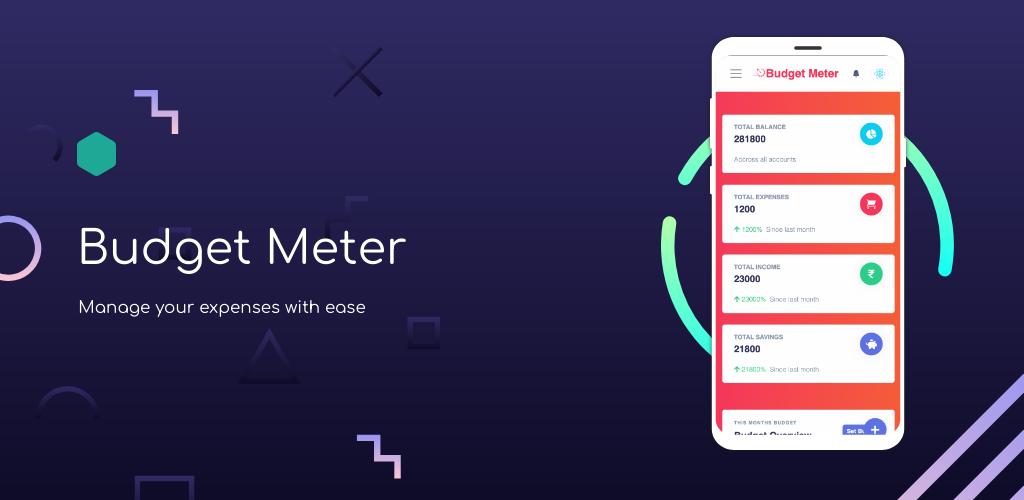 Budget Meter
Manage your expenses with ease
Budget Meter
TOTAL BALANCE
281800
Accross all accounts
TOTAL EXPENSES
1200
1200% Since last month
TOTAL INCOME
23000
₹
23000% Since last month
TOTAL SAVINGS
21800
21800% Since last month
THIS MONTHS BUDGET
Budget Overview
Set Bu